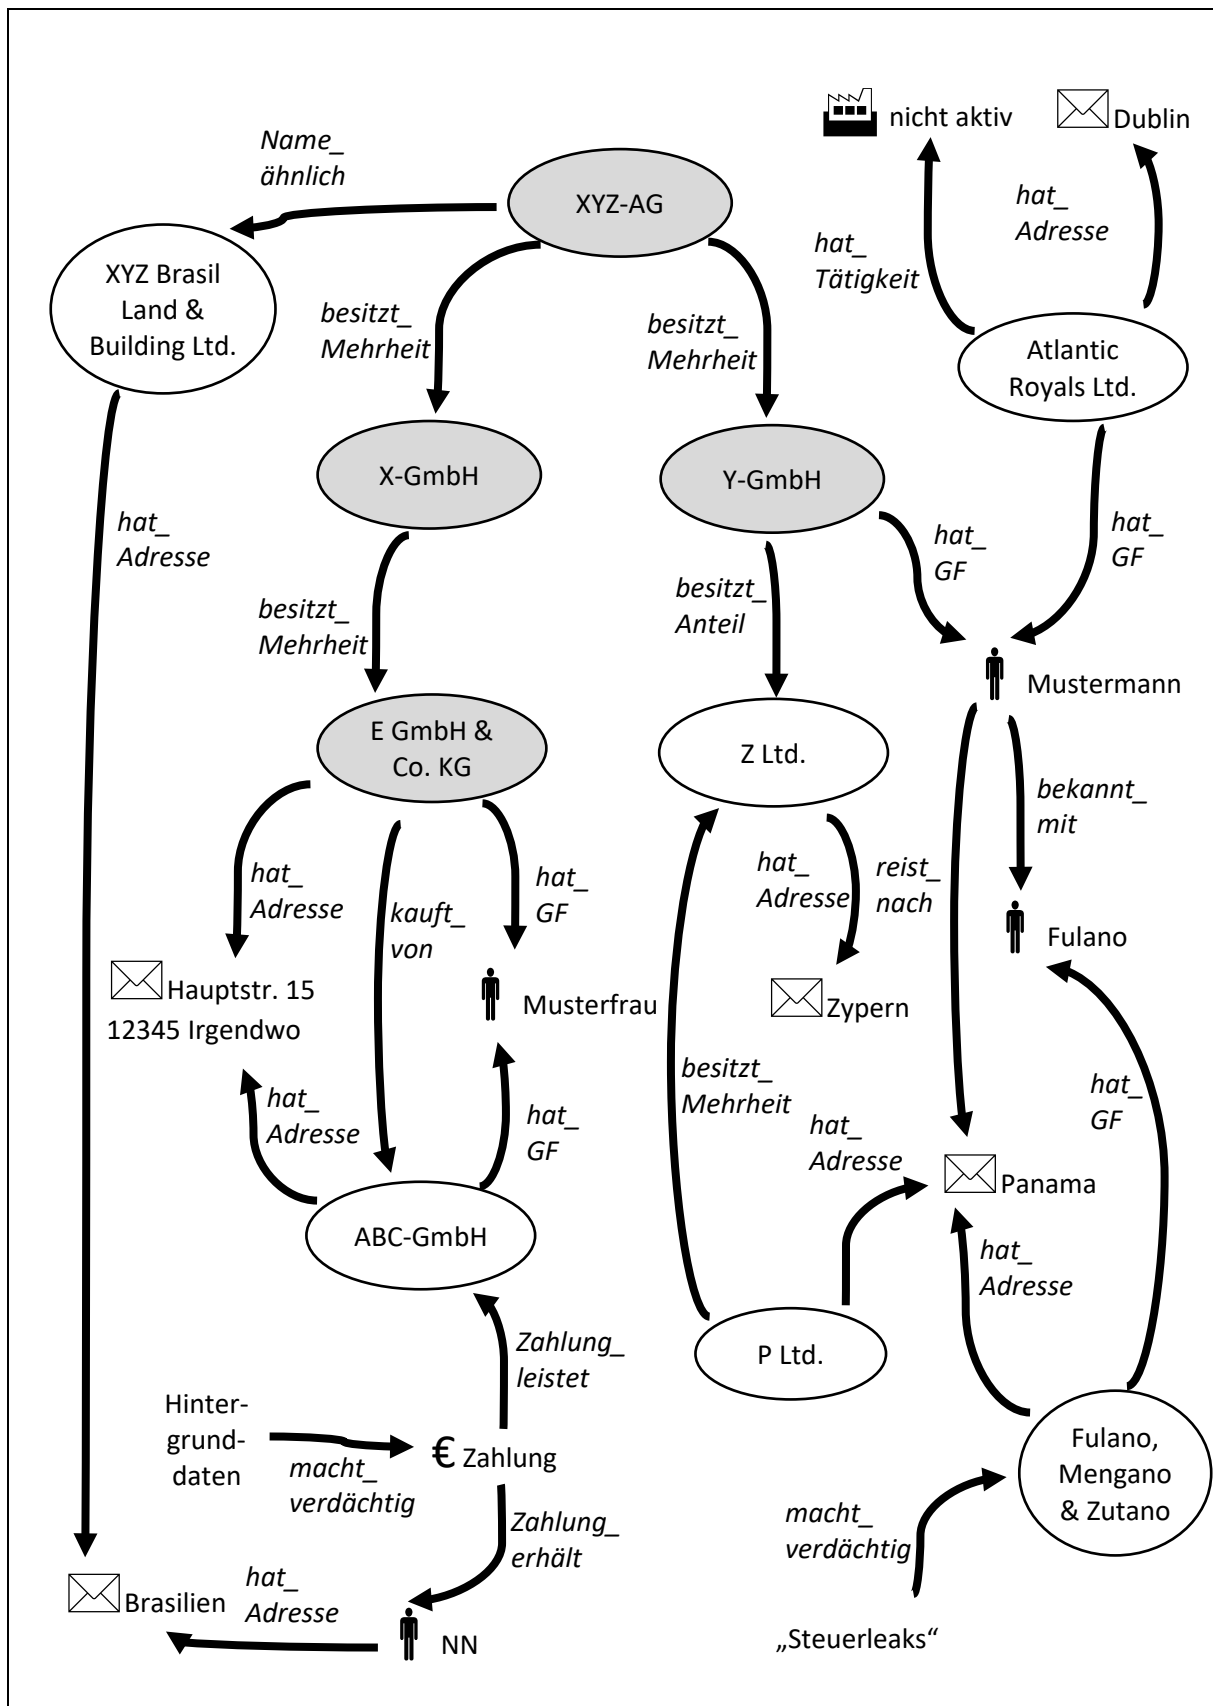 nicht aktiv
Dublin
Name_
ähnlich
XYZ-AG
hat_
Adresse
hat_
Tätigkeit
XYZ Brasil
Land &
Building Ltd.
besitzt_
Mehrheit
besitzt_
Mehrheit
Atlantic
Royals Ltd.
X-GmbH
Y-GmbH
hat_
Adresse
hat_
GF
hat_
GF
besitzt_
Mehrheit
besitzt_
Anteil
Mustermann
E GmbH &
Co. KG
Z Ltd.
bekannt_
mit
hat_
Adresse
kauft_
von
hat_
GF
hat_
Adresse
reist_
nach
Fulano
Hauptstr. 15
12345 Irgendwo
Musterfrau
Zypern
hat_
Adresse
hat_
GF
besitzt_
Mehrheit
hat_
GF
hat_
Adresse
Panama
ABC-GmbH
hat_
Adresse
Zahlung_
leistet
P Ltd.
Hinter-
grund-
daten
macht_
verdächtig
€ Zahlung
Fulano,
Mengano
& Zutano
Zahlung_
erhält
macht_
verdächtig
Brasilien
hat_
Adresse
NN
„Steuerleaks“